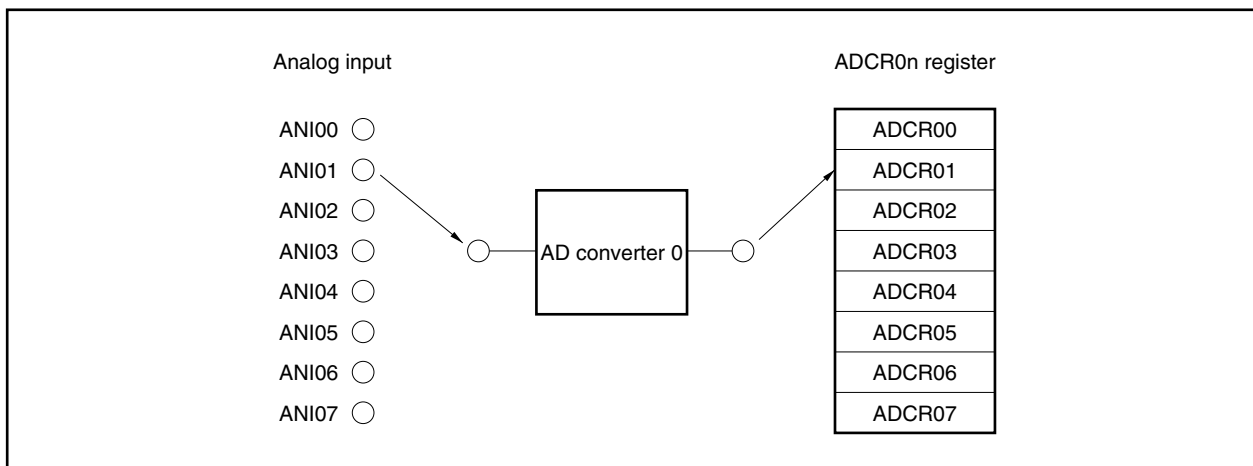 Analog input
ADCR0n register
ANI00
ANI01
ANI02
ANI03
ANI04
ANI05
ANI06
ANI07
AD converter 0
ADCR00
ADCR01
ADCR02
ADCR03
ADCR04
ADCR05
ADCR06
ADCR07